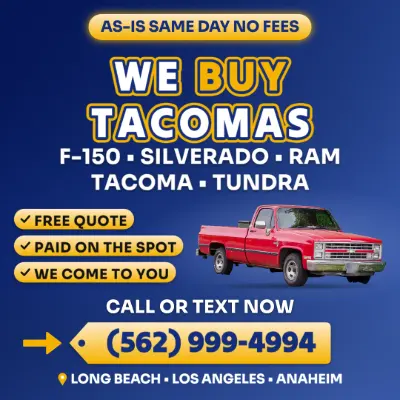 AS-IS SAME DAY NO FEES
WE BUY
TACOMAS
F-150 • SILVERADO • RAM
TACOMA • TUNDRA
FREE QUOTE
PAID ON THE SPOT
WE COME TO YOU
CALL OR TEXT NOW
(562) 999-4994
LONG BEACH • LOS ANGELES • ANAHEIM